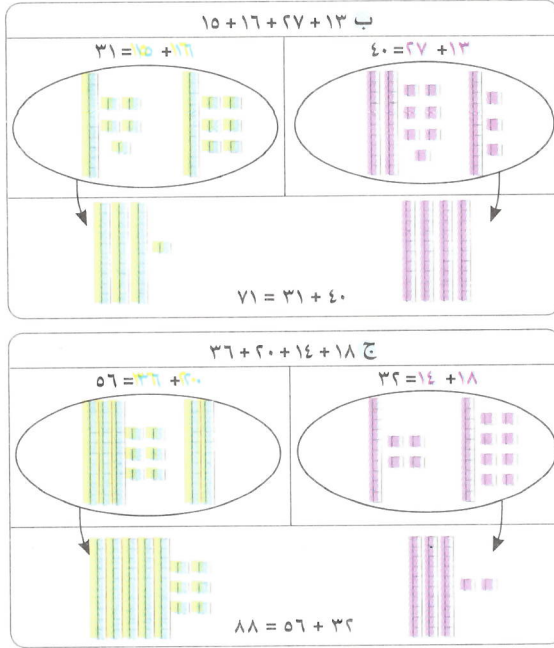 ب ١٣ + ٢٧ + ١٦ + ١٥
١٣ + ٢٧ = ٤٠
١٦ + ١٥ = ٣١
٤٠ + ٣١ = ٧١
ج ١٨ + ١٤ + ٢٠ + ٣٦
١٨ + ١٤ = ٣٢
٢٠ + ٣٦ = ٥٦
٣٢ + ٥٦ = ٨٨